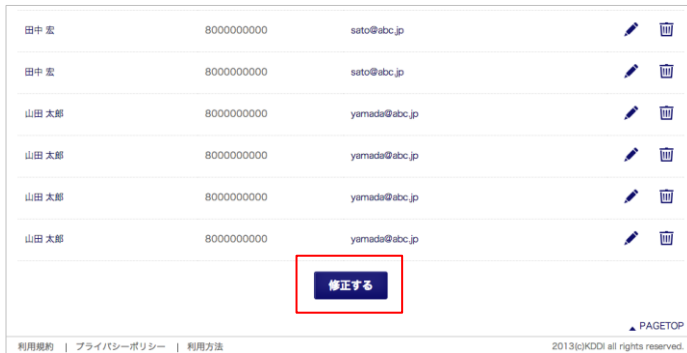 田中 宏 8000000000 sato@abc.jp
田中 宏 8000000000 sato@abc.jp
山田 太郎 8000000000 yamada@abc.jp
山田 太郎 8000000000 yamada@abc.jp
山田 太郎 8000000000 yamada@abc.jp
山田 太郎 8000000000 yamada@abc.jp
修正する
▲ PAGETOP
利用規約 | プライバシーポリシー | 利用方法 2013(c)KDDI all rights reserved.